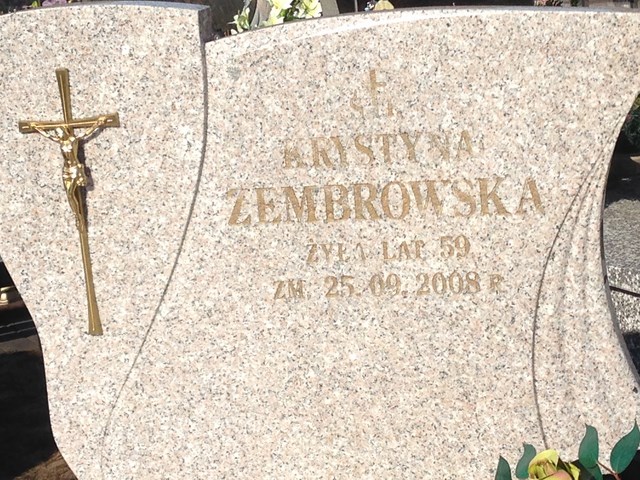 Ś † P.
KRYSTYNA
ZEMBROWSKA
ŻYŁA LAT 59
ZM. 25.09.2008 R.